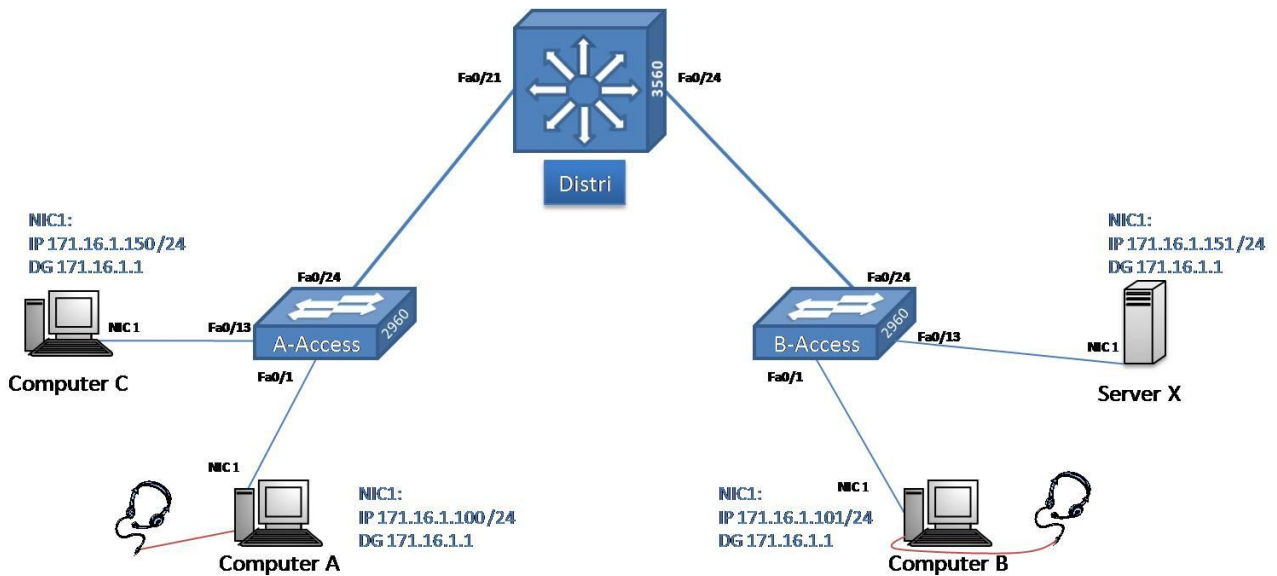 Fa0/21
Fa0/24
3560
Distri
NIC1:
IP 171.16.1.150/24
DG 171.16.1.1
NIC1:
IP 171.16.1.151/24
DG 171.16.1.1
Fa0/24
Fa0/24
NIC 1
Fa0/13
A-Access
2960
B-Access
2960
Fa0/13
NIC 1
Computer C
Fa0/1
Fa0/1
Server X
NIC 1
NIC1:
IP 171.16.1.100/24
DG 171.16.1.1
NIC1:
IP 171.16.1.101/24
DG 171.16.1.1
NIC 1
Computer A
Computer B